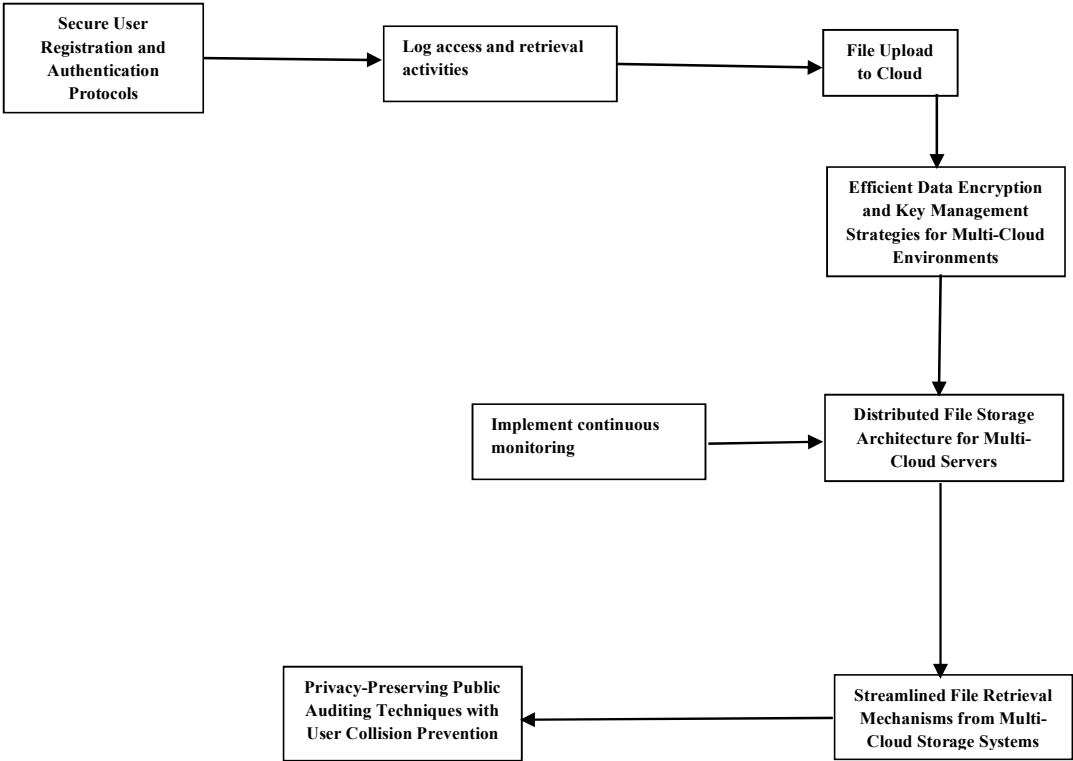 Secure User
Registration and
Authentication
Protocols
Log access and retrieval
activities
File Upload
to Cloud
Efficient Data Encryption
and Key Management
Strategies for Multi-Cloud
Environments
Implement continuous
monitoring
Distributed File Storage
Architecture for Multi-
Cloud Servers
Streamlined File Retrieval
Mechanisms from Multi-
Cloud Storage Systems
Privacy-Preserving Public
Auditing Techniques with
User Collision Prevention